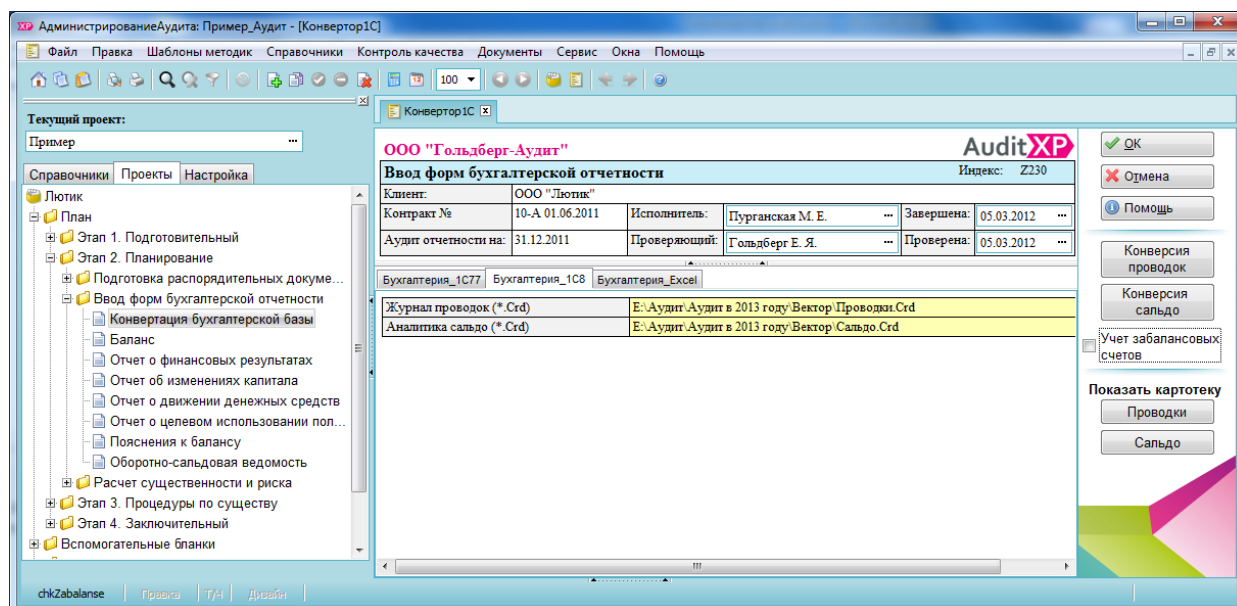 XP АдминистрированиеАудита: Пример_Аудит - [Конвертор1С]
Файл Правка Шаблоны методик Справочники Контроль качества Документы Сервис Окна Помощь
100
Текущий проект:
Пример ...
Справочники Проекты Настройка
Лютик
План
Этап 1. Подготовительный
Этап 2. Планирование
Подготовка распорядительных докуме...
Ввод форм бухгалтерской отчетности
Конвертация бухгалтерской базы
Баланс
Отчет о финансовых результатах
Отчет об изменениях капитала
Отчет о движении денежных средств
Отчет о целевом использовании пол...
Пояснения к балансу
Оборотно-сальдовая ведомость
Расчет существенности и риска
Этап 3. Процедуры по существу
Этап 4. Заключительный
Вспомогательные бланки
Конвертор1С
ООО "Гольдберг-Аудит" AuditXP
Ввод форм бухгалтерской отчетности Индекс: Z230
Клиент: ООО "Лютик"
Контракт № 10-А 01.06.2011 Исполнитель: Пурганская М. Е. ... Завершена: 05.03.2012 ...
Аудит отчетности на: 31.12.2011 Проверяющий: Гольдберг Е. Я. ... Проверена: 05.03.2012 ...
Бухгалтерия_1С77 Бухгалтерия_1С8 Бухгалтерия_Excel
Журнал проводок (*.Crd) E:\Аудит\Аудит в 2013 году\Вектор\Проводки.Crd
Аналитика сальдо (*.Crd) E:\Аудит\Аудит в 2013 году\Вектор\Сальдо.Crd
OK
Отмена
Помощь
Конверсия
проводок
Конверсия
сальдо
Учет забалансовых
счетов
Показать картотеку
Проводки
Сальдо
chkZabalanse Правка Т/Ч Дизайн